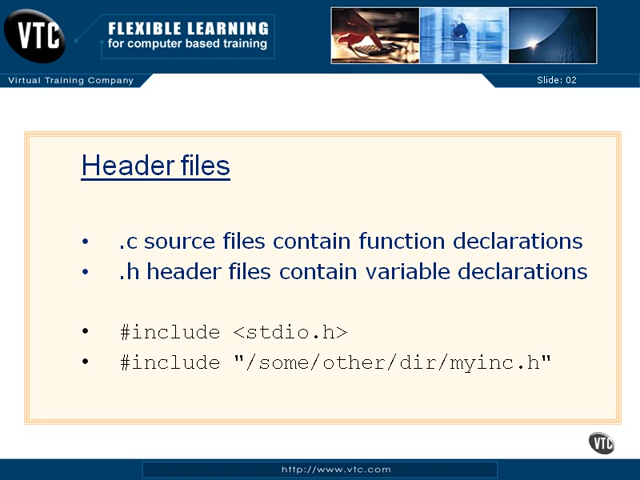 VTC
FLEXIBLE LEARNING
for computer based training
Virtual Training Company
Slide: 02
Header files
• .c source files contain function declarations
• .h header files contain variable declarations
• #include <stdio.h>
• #include "/some/other/dir/myinc.h"
VTC
http://www.vtc.com